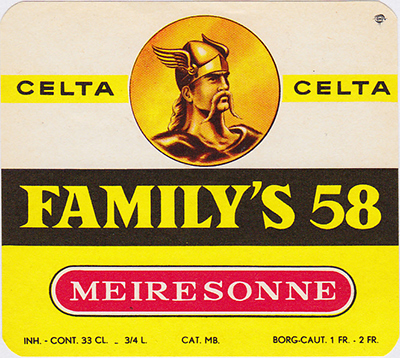 CELTA CELTA
FAMILY'S 58
MEIRESONNE
INH. - CONT. 33 CL. - 3/4 L. CAT. MB. BORG-CAUT. 1 FR. - 2 FR.